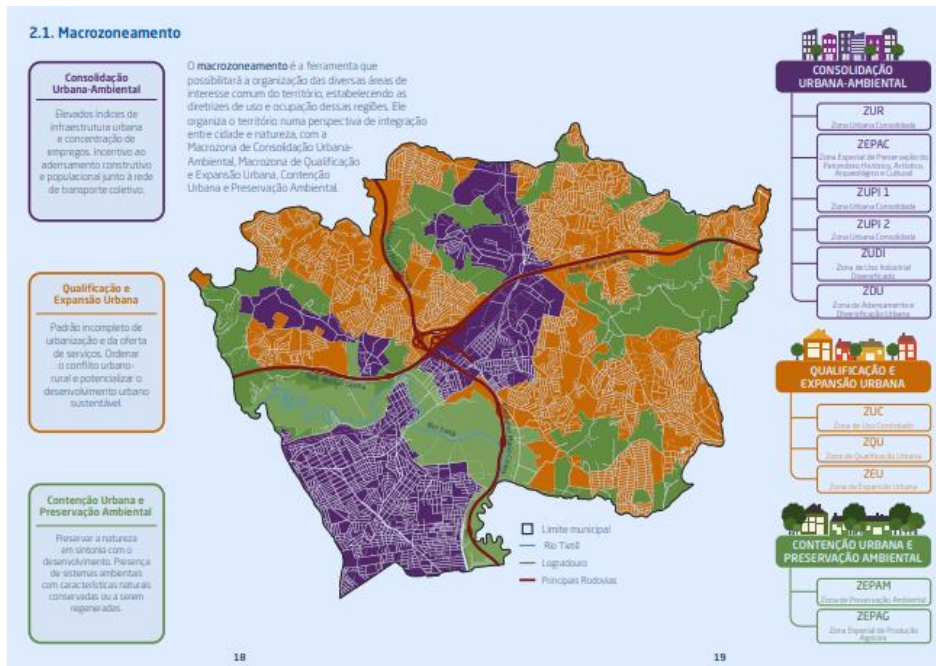 2.1. Macrozoneamento
Consolidação
Urbana-Ambiental
Elevados índices de
infraestrutura urbana
e concentração de
empregos. Incentivo ao
adensamento construtivo
e populacional junto à rede
de transporte coletivo.
Qualificação e
Expansão Urbana
Padrão incompleto de
urbanização e da oferta
de serviços. Ordenar
o conflito urbano-
rural e potencializar o
desenvolvimento urbano
sustentável.
Contenção Urbana e
Preservação Ambiental
Preservar a natureza
em sintonia com o
desenvolvimento. Presença
de sistemas ambientais
com características naturais
conservadas ou a serem
regeneradas.
O macrozoneamento é a ferramenta que
possibilitará a organização das diversas áreas de
interesse comum do território, estabelecendo as
diretrizes de uso e ocupação dessas regiões. Ele
organiza o território numa perspectiva de integração
entre cidade e natureza, com a
Macrozona de Consolidação Urbana-
Ambiental, Macrozona de Qualificação
e Expansão Urbana, Contenção
Urbana e Preservação Ambiental
Rio Tietê
Limite municipal
Rio Tietê
Logradouro
Principais Rodovias
CONSOLIDAÇÃO
URBANA-AMBIENTAL
ZUR
Zona Urbana Consolidada
ZEPAC
Zona Especial de Preservação do
Patrimônio Histórico, Artístico,
Arqueológico e Cultural
ZUPI 1
Zona Urbana Consolidada
ZUPI 2
Zona Urbana Consolidada
ZUDI
Zona de Uso Industrial
Diversificado
ZDU
Zona de Adensamento e
Diversificação Urbana
QUALIFICAÇÃO E
EXPANSÃO URBANA
ZUC
Zona de Uso Controlado
ZQU
Zona de Qualificação Urbana
ZEU
Zona de Expansão Urbana
CONTENÇÃO URBANA E
PRESERVAÇÃO AMBIENTAL
ZEPAM
Zona de Preservação Ambiental
ZEPAG
Zona Especial de Produção
Agrícola
18
19